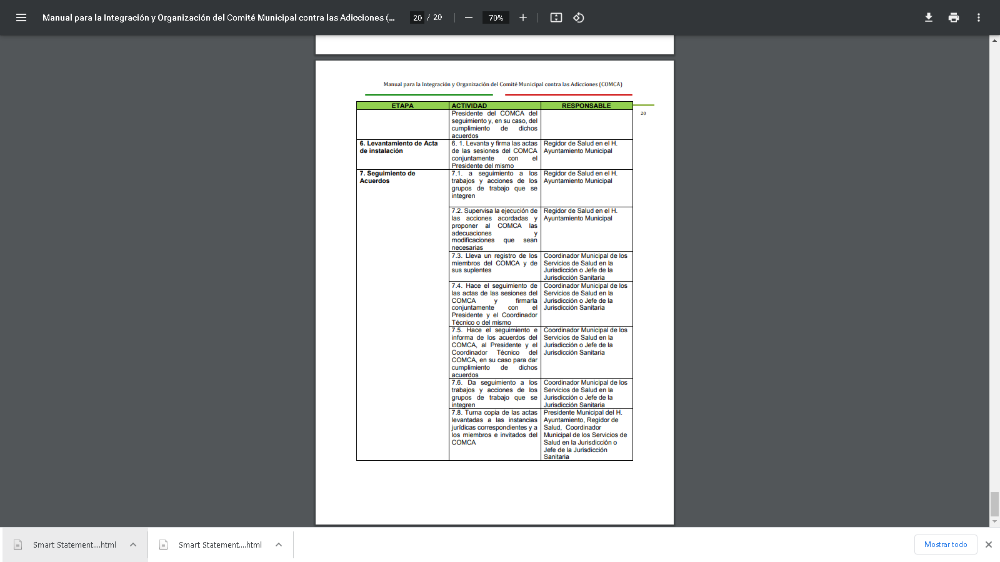 Manual para la Integración y Organización del Comité Municipal contra las Adicciones (...
20 / 20
70%
Manual para la Integración y Organización del Comité Municipal contra las Adicciones (COMCA)
20
ETAPA
ACTIVIDAD
RESPONSABLE
Presidente del COMCA del
seguimiento y, en su caso, del
cumplimiento de dichos
acuerdos
6. Levantamiento de Acta
de instalación
6. 1. Levanta y firma las actas
de las sesiones del COMCA
conjuntamente con el
Presidente del mismo
Regidor de Salud en el H.
Ayuntamiento Municipal
7. Seguimiento de
Acuerdos
7.1. a seguimiento a los
trabajos y acciones de los
grupos de trabajo que se
integren
Regidor de Salud en el H.
Ayuntamiento Municipal
7.2. Supervisa la ejecución de
las acciones acordadas y
proponer al COMCA las
adecuaciones y
modificaciones que sean
necesarias
Regidor de Salud en el H.
Ayuntamiento Municipal
7.3. Lleva un registro de los
miembros del COMCA y de
sus suplentes
Coordinador Municipal de los
Servicios de Salud en la
Jurisdicción o Jefe de la
Jurisdicción Sanitaria
7.4. Hace el seguimiento de
las actas de las sesiones del
COMCA y firmarla
conjuntamente con el
Presidente y el Coordinador
Técnico o del mismo
Coordinador Municipal de los
Servicios de Salud en la
Jurisdicción o Jefe de la
Jurisdicción Sanitaria
7.5. Hace el seguimiento e
informa de los acuerdos del
COMCA, al Presidente y el
Coordinador Técnico del
COMCA, en su caso para dar
cumplimiento de dichos
acuerdos
Coordinador Municipal de los
Servicios de Salud en la
Jurisdicción o Jefe de la
Jurisdicción Sanitaria
7.6. Da seguimiento a los
trabajos y acciones de los
grupos de trabajo que se
integren
Coordinador Municipal de los
Servicios de Salud en la
Jurisdicción o Jefe de la
Jurisdicción Sanitaria
7.8. Turna copia de las actas
levantadas a las instancias
jurídicas correspondientes y a
los miembros e invitados del
COMCA
Presidente Municipal del H.
Ayuntamiento, Regidor de
Salud, Coordinador
Municipal de los Servicios de
Salud en la Jurisdicción o
Jefe de la Jurisdicción
Sanitaria
Smart Statement....html
Smart Statement....html
Mostrar todo